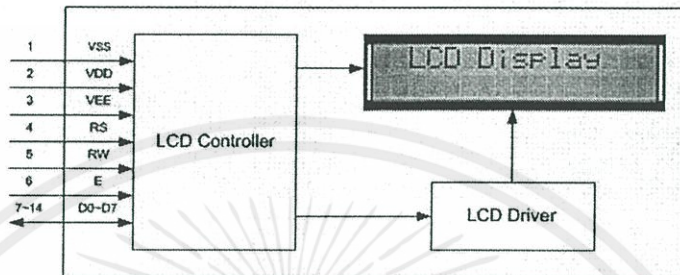 1 VSS
2 VDD
3 VEE
4 RS
5 RW
6 E
7~14 D0~D7
LCD Controller
LCD Display
LCD Driver